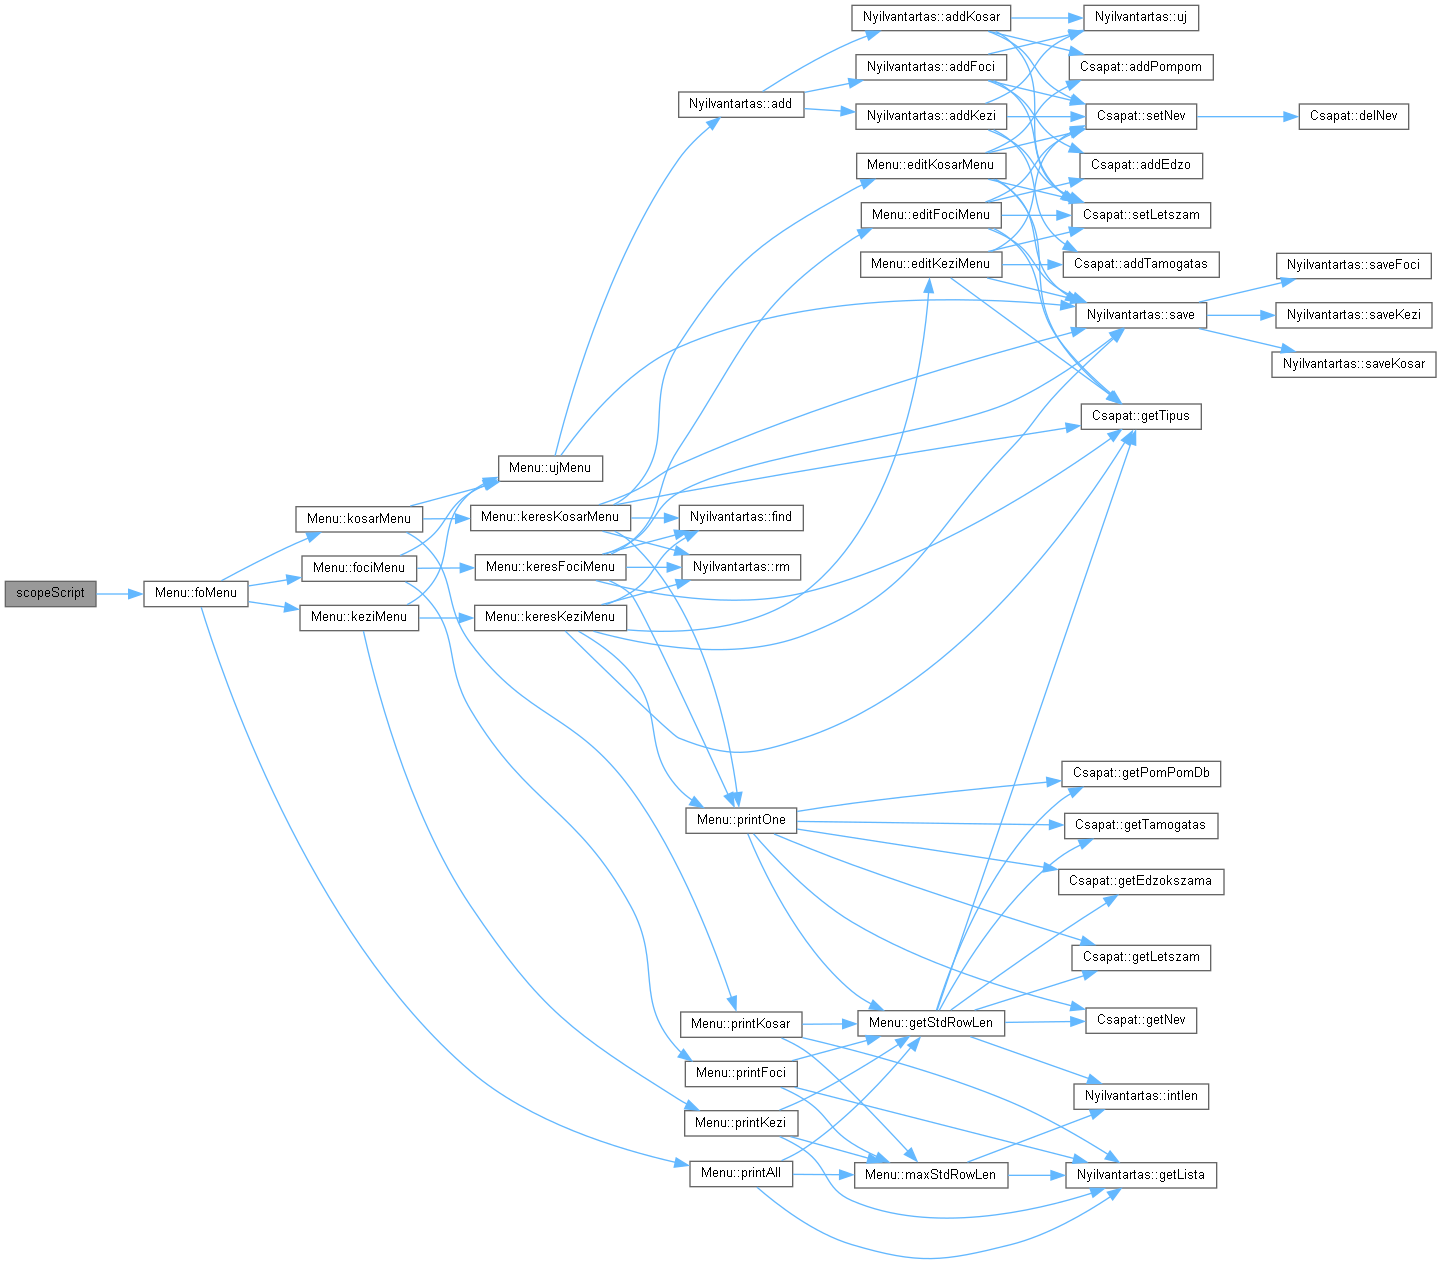 scopeScript
Menu::foMenu
Menu::kosarMenu
Menu::fociMenu
Menu::keziMenu
Menu::ujMenu
Menu::keresKosarMenu
Menu::keresFociMenu
Menu::keresKeziMenu
Nyilvantartas::add
Nyilvantartas::find
Nyilvantartas::rm
Menu::printOne
Menu::printKosar
Menu::printFoci
Menu::printKezi
Menu::printAll
Nyilvantartas::addKosar
Nyilvantartas::addFoci
Nyilvantartas::addKezi
Menu::editKosarMenu
Menu::editFociMenu
Menu::editKeziMenu
Menu::getStdRowLen
Menu::maxStdRowLen
Nyilvantartas::uj
Csapat::addPompom
Csapat::setNev
Csapat::addEdzo
Csapat::setLetszam
Csapat::addTamogatas
Nyilvantartas::save
Csapat::getTipus
Csapat::getPomPomDb
Csapat::getTamogatas
Csapat::getEdzokszama
Csapat::getLetszam
Csapat::getNev
Nyilvantartas::intlen
Nyilvantartas::getLista
Csapat::delNev
Nyilvantartas::saveFoci
Nyilvantartas::saveKezi
Nyilvantartas::saveKosar